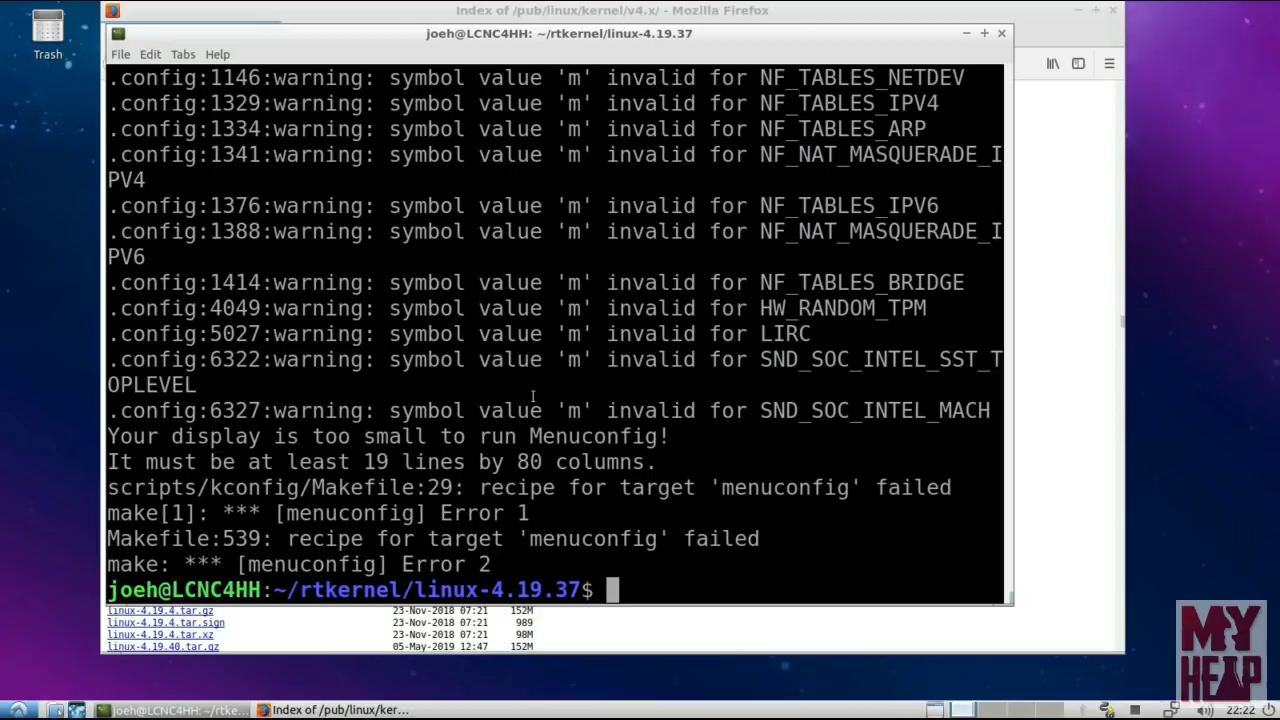 Index of /pub/linux/kernel/v4.x/ - Mozilla Firefox
Trash
joeh@LCNC4HH: ~/rtkernel/linux-4.19.37
File Edit Tabs Help
.config:1146:warning: symbol value 'm' invalid for NF_TABLES_NETDEV
.config:1329:warning: symbol value 'm' invalid for NF_TABLES_IPV4
.config:1334:warning: symbol value 'm' invalid for NF_TABLES_ARP
.config:1341:warning: symbol value 'm' invalid for NF_NAT_MASQUERADE_I
PV4
.config:1376:warning: symbol value 'm' invalid for NF_TABLES_IPV6
.config:1388:warning: symbol value 'm' invalid for NF_NAT_MASQUERADE_I
PV6
.config:1414:warning: symbol value 'm' invalid for NF_TABLES_BRIDGE
.config:4049:warning: symbol value 'm' invalid for HW_RANDOM_TPM
.config:5027:warning: symbol value 'm' invalid for LIRC
.config:6322:warning: symbol value 'm' invalid for SND_SOC_INTEL_SST_T
OPLEVEL
.config:6327:warning: symbol value 'm' invalid for SND_SOC_INTEL_MACH
Your display is too small to run Menuconfig!
It must be at least 19 lines by 80 columns.
scripts/kconfig/Makefile:29: recipe for target 'menuconfig' failed
make[1]: *** [menuconfig] Error 1
Makefile:539: recipe for target 'menuconfig' failed
make: *** [menuconfig] Error 2
joeh@LCNC4HH:~/rtkernel/linux-4.19.37$
linux-4.19.4.tar.gz 23-Nov-2018 07:21 152M
linux-4.19.4.tar.sign 23-Nov-2018 07:21 989
linux-4.19.4.tar.xz 23-Nov-2018 07:21 98M
linux-4.19.40.tar.gz 05-May-2019 12:47 152M
MY
HEAP
joeh@LCNC4HH: ~/rtke... Index of /pub/linux/ker... 22:22